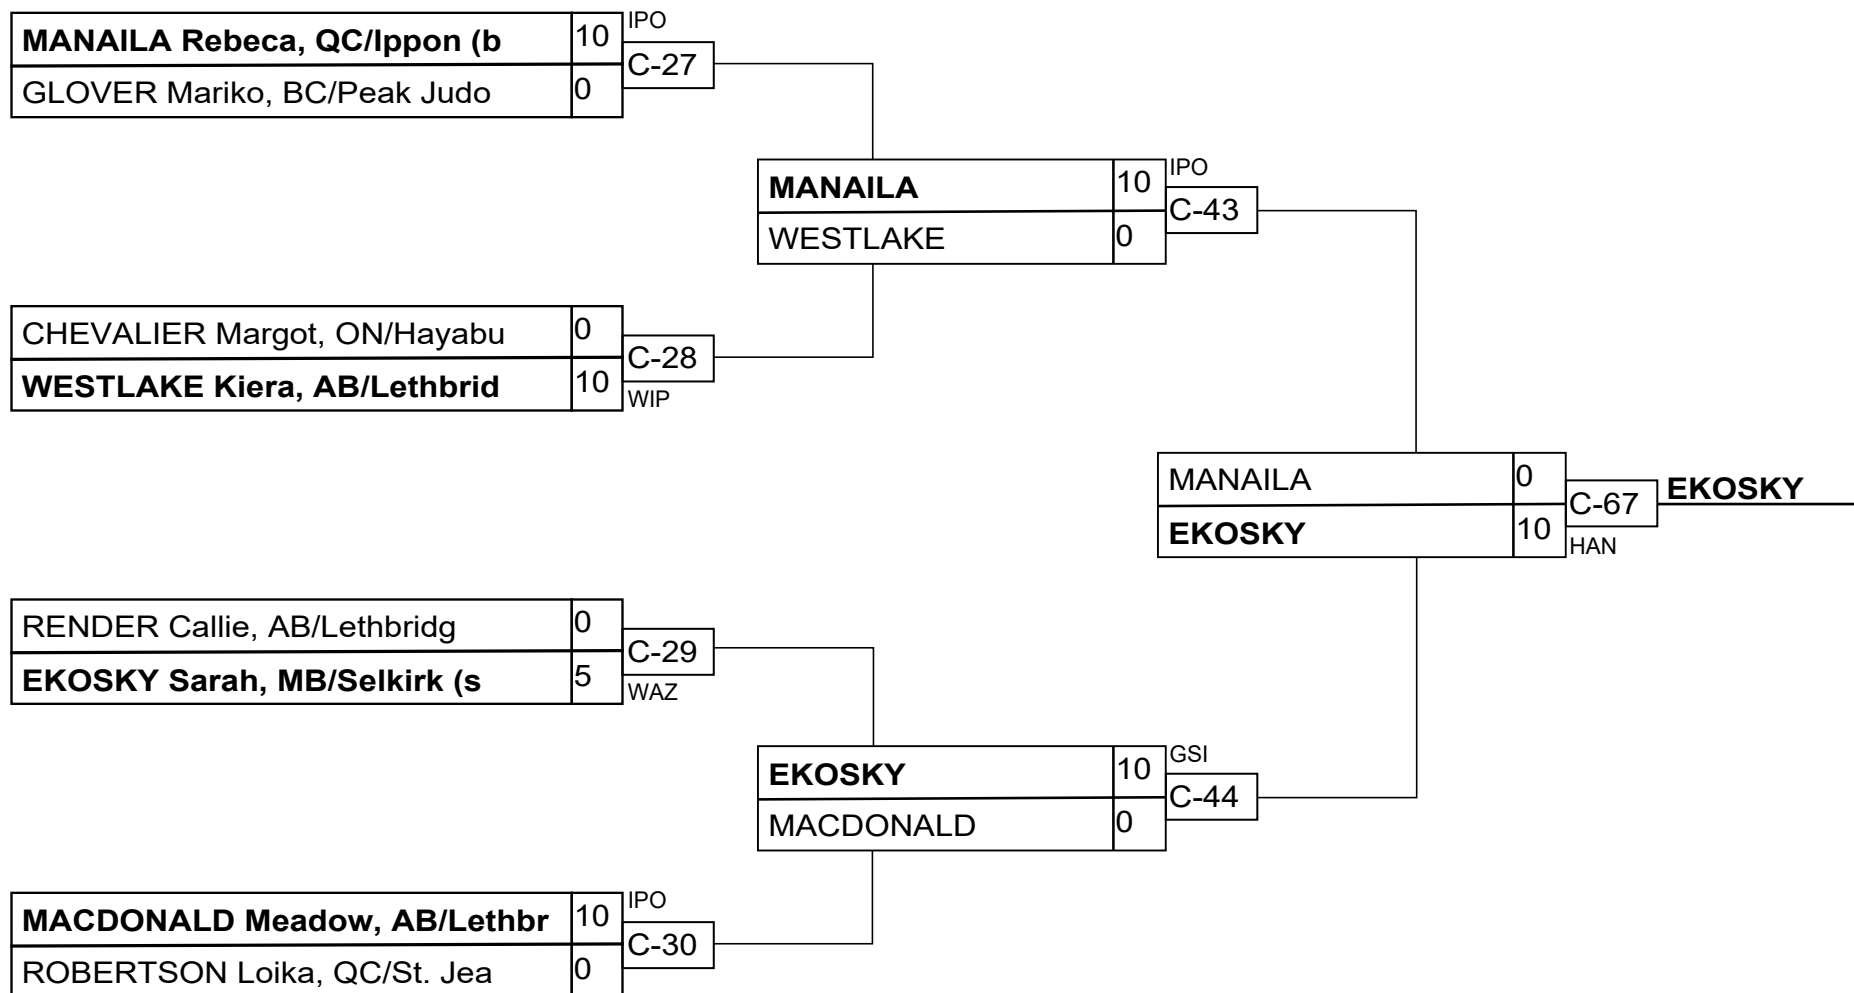 MANAILA Rebeca, QC/Ippon (b 10 IPO
C-27
GLOVER Mariko, BC/Peak Judo 0
MANAILA 10 IPO
C-43
WESTLAKE 0
CHEVALIER Margot, ON/Hayabu 0
C-28
WESTLAKE Kiera, AB/Lethbrid 10 WIP
MANAILA 0
C-67 EKOSKY
EKOSKY 10 HAN
RENDER Callie, AB/Lethbridg 0
C-29
EKOSKY Sarah, MB/Selkirk (s 5 WAZ
EKOSKY 10 GSI
C-44
MACDONALD 0
MACDONALD Meadow, AB/Lethbr 10 IPO
C-30
ROBERTSON Loika, QC/St. Jea 0